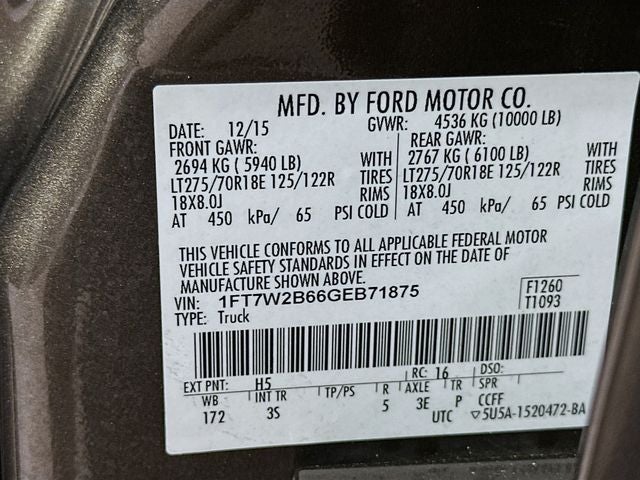 MFD. BY FORD MOTOR CO.
DATE: 12/15 GVWR: 4536 KG (10000 LB)
FRONT GAWR: REAR GAWR:
2694 KG ( 5940 LB) WITH 2767 KG ( 6100 LB) WITH
LT275/70R18E 125/122R TIRES LT275/70R18E 125/122R TIRES
18X8.0J RIMS 18X8.0J RIMS
AT 450 kPa/ 65 PSI COLD AT 450 kPa/ 65 PSI COLD
THIS VEHICLE CONFORMS TO ALL APPLICABLE FEDERAL MOTOR
VEHICLE SAFETY STANDARDS IN EFFECT ON THE DATE OF
MANUFACTURE SHOWN ABOVE.
VIN: 1FT7W2B66GEB71875 F1260
TYPE: Truck T1093
EXT PNT: H5 RC: 16 DSO:
WB INT TR TP/PS R AXLE TR SPR
172 3S 5 3E P CCFF
UTC ▽5U5A-1520472-BA